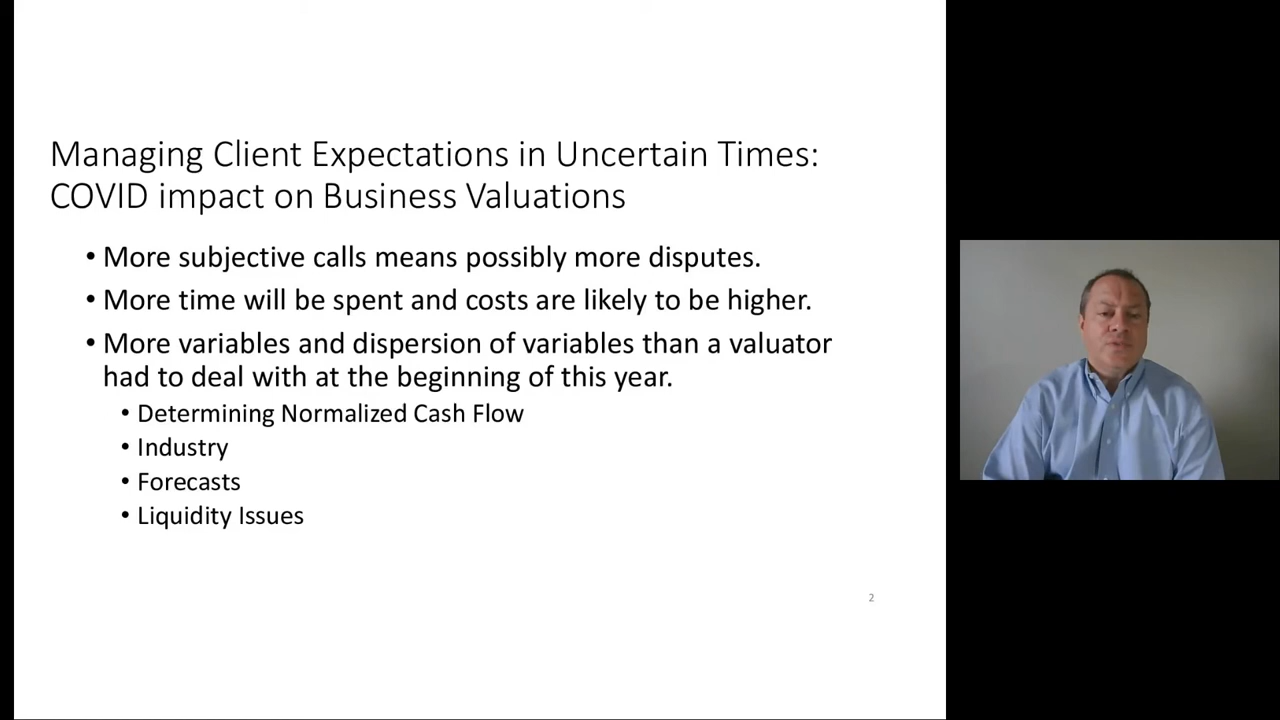 Managing Client Expectations in Uncertain Times:
COVID impact on Business Valuations
• More subjective calls means possibly more disputes.
• More time will be spent and costs are likely to be higher.
• More variables and dispersion of variables than a valuator
had to deal with at the beginning of this year.
• Determining Normalized Cash Flow
• Industry
• Forecasts
• Liquidity Issues
2